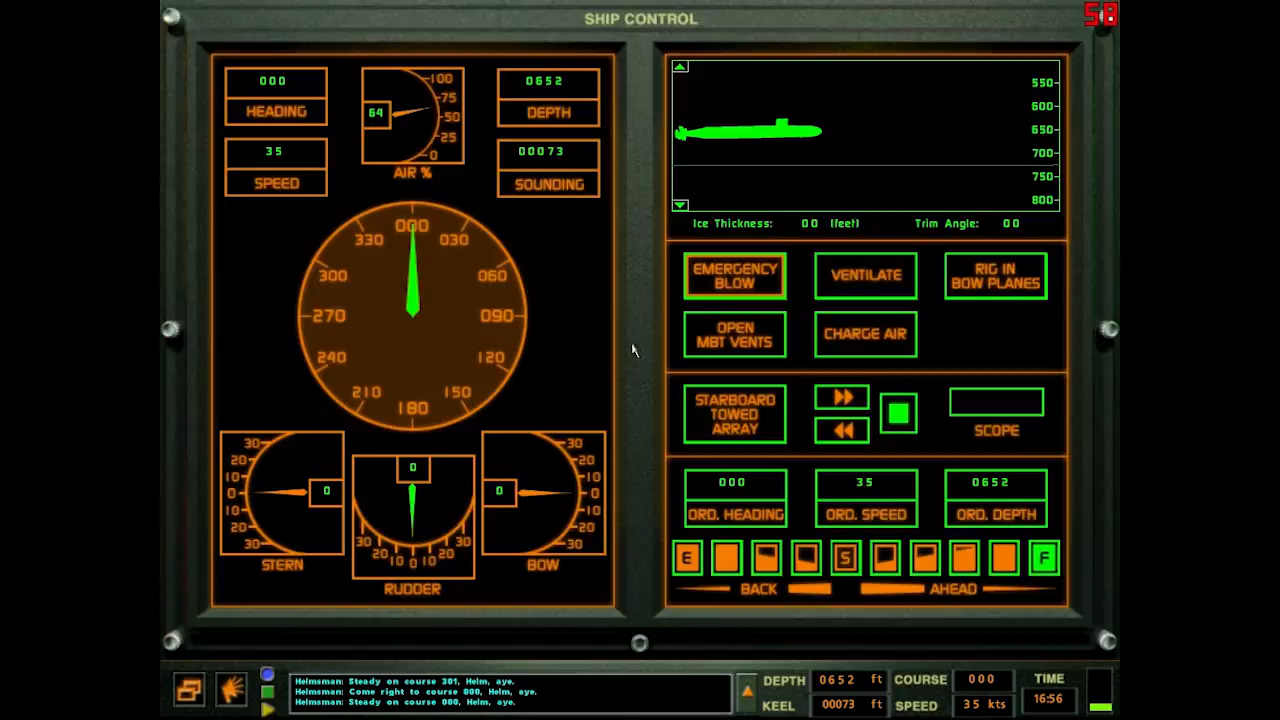 SHIP CONTROL
58
000
HEADING
35
SPEED
64
100
75
50
25
0
AIR %
0652
DEPTH
00073
SOUNDING
000
030
060
090
120
150
180
210
240
270
300
330
30
20
10
0
10
20
30
0
STERN
0
30
20
10
0
10
20
30
RUDDER
0
30
20
10
0
10
20
30
BOW
550
600
650
700
750
800
Ice Thickness: 00 (feet) Trim Angle: 00
EMERGENCY
BLOW
VENTILATE
RIG IN
BOW PLANES
OPEN
MBT VENTS
CHARGE AIR
STARBOARD
TOWED
ARRAY
SCOPE
000
ORD. HEADING
35
ORD. SPEED
0652
ORD. DEPTH
E
S
F
BACK
AHEAD
Helmsman: Steady on course 301, Helm, aye.
Helmsman: Come right to course 000, Helm, aye.
Helmsman: Steady on course 000, Helm, aye.
DEPTH 0652 ft
KEEL 00073 ft
COURSE 000
SPEED 35 kts
TIME
16:56